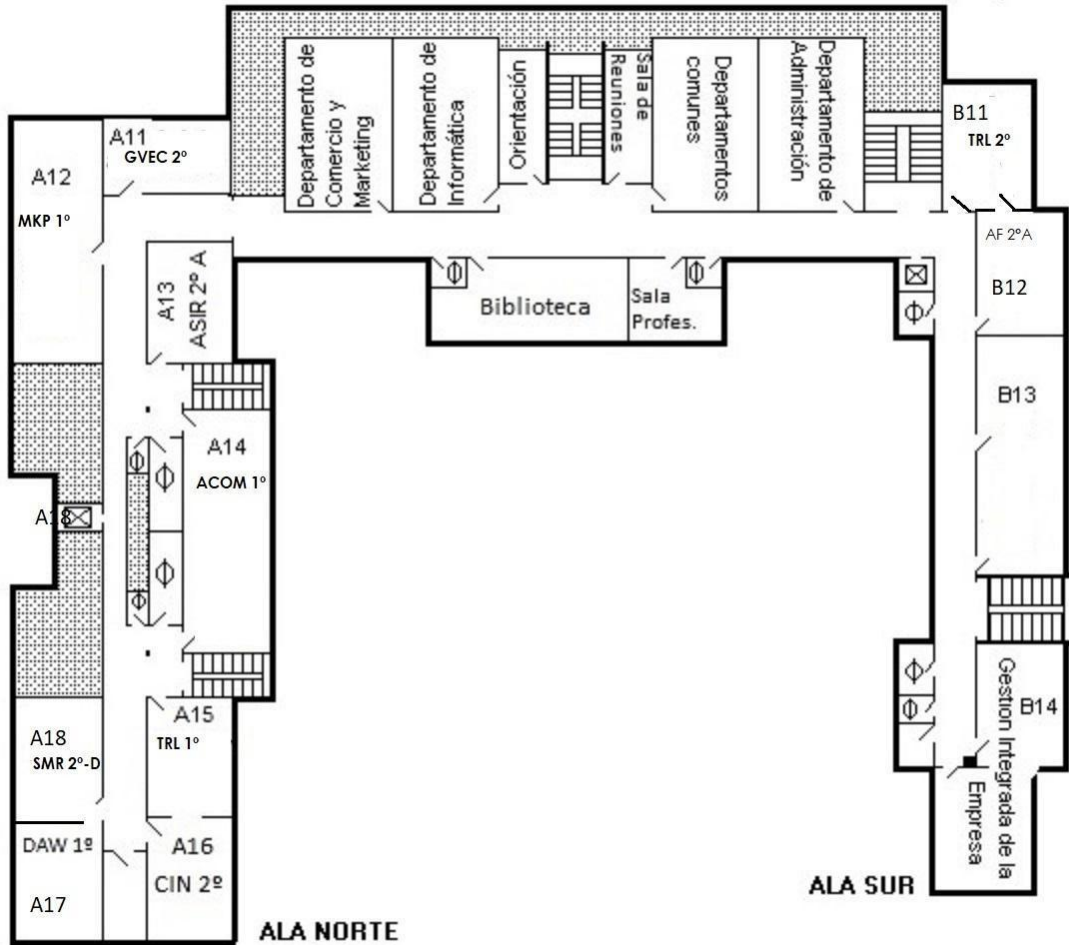 Departamento de
Comercio y
Marketing
Departamento de
Informática
Orientación
Sala de
Reuniones
Departamentos
comunes
Departamento de
Administración
B11
TRL 2º
A11
GVEC 2º
A12
MKP 1º
A13
ASIR 2º A
AF 2ºA
B12
Biblioteca
Sala
Profes.
B13
A14
ACOM 1º
A18
A15
TRL 1º
A18
SMR 2º-D
B14
Gestion Integrada de la
Empresa
DAW 1º
A17
A16
CIN 2º
ALA SUR
ALA NORTE